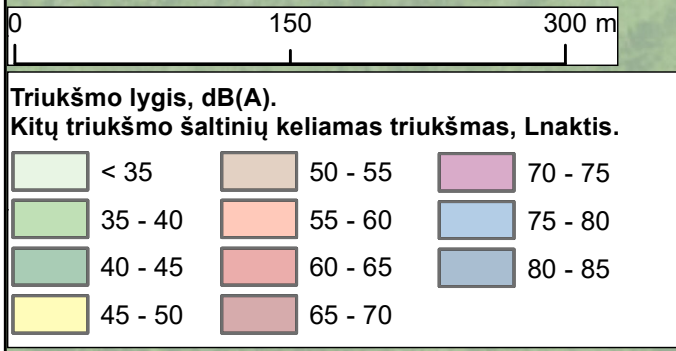 0 150 300 m
Triukšmo lygis, dB(A).
Kitų triukšmo šaltinių keliamas triukšmas, Lnaktis.
< 35 50 - 55 70 - 75
35 - 40 55 - 60 75 - 80
40 - 45 60 - 65 80 - 85
45 - 50 65 - 70